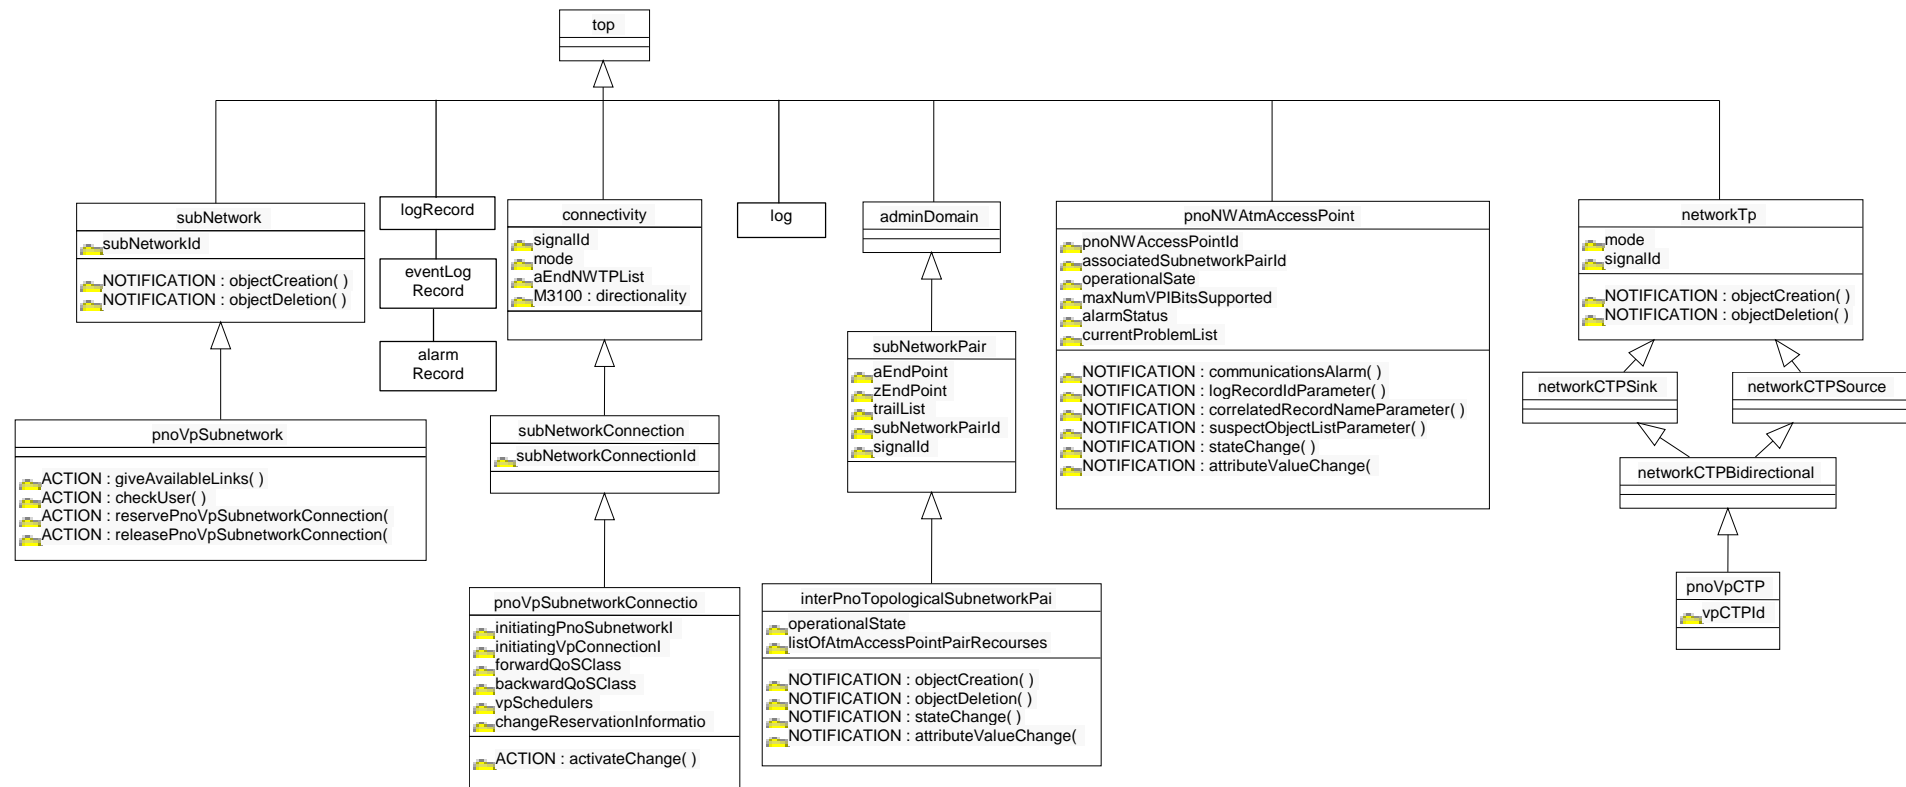 top
subNetwork
subNetworkId
NOTIFICATION : objectCreation( )
NOTIFICATION : objectDeletion( )
logRecord
eventLog
Record
alarm
Record
connectivity
signalId
mode
aEndNWTPList
M3100 : directionality
log
adminDomain
pnoNWAtmAccessPoint
pnoNWAccessPointId
associatedSubnetworkPairId
operationalSate
maxNumVPIBitsSupported
alarmStatus
currentProblemList
NOTIFICATION : communicationsAlarm( )
NOTIFICATION : logRecordIdParameter( )
NOTIFICATION : correlatedRecordNameParameter( )
NOTIFICATION : suspectObjectListParameter( )
NOTIFICATION : stateChange( )
NOTIFICATION : attributeValueChange(
networkTp
mode
signalId
NOTIFICATION : objectCreation( )
NOTIFICATION : objectDeletion( )
subNetworkPair
aEndPoint
zEndPoint
trailList
subNetworkPairId
signalId
networkCTPSink
networkCTPSource
pnoVpSubnetwork
ACTION : giveAvailableLinks( )
ACTION : checkUser( )
ACTION : reservePnoVpSubnetworkConnection(
ACTION : releasePnoVpSubnetworkConnection(
subNetworkConnection
subNetworkConnectionId
networkCTPBidirectional
pnoVpSubnetworkConnectio
initiatingPnoSubnetworkI
initiatingVpConnectionI
forwardQoSClass
backwardQoSClass
vpSchedulers
changeReservationInformatio
ACTION : activateChange( )
interPnoTopologicalSubnetworkPai
operationalState
listOfAtmAccessPointPairRecourses
NOTIFICATION : objectCreation( )
NOTIFICATION : objectDeletion( )
NOTIFICATION : stateChange( )
NOTIFICATION : attributeValueChange(
pnoVpCTP
vpCTPId